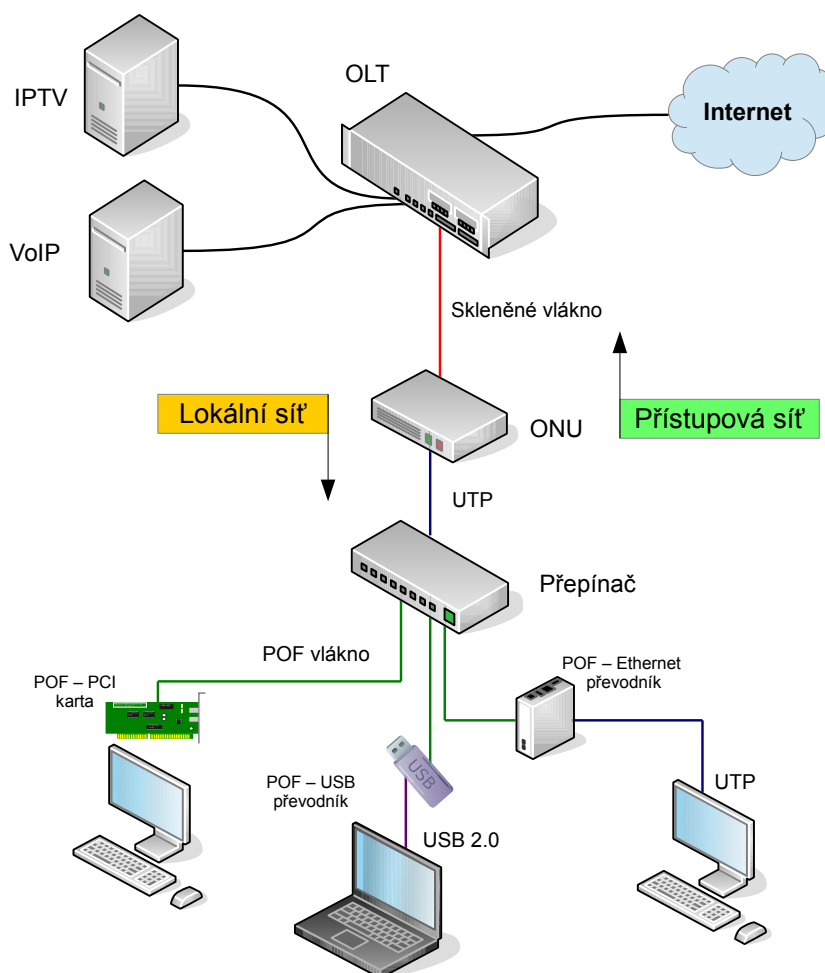 OLT
IPTV
Internet
VoIP
Skleněné vlákno
Lokální síť
Přístupová síť
ONU
UTP
Přepínač
POF vlákno
POF – Ethernet
převodník
POF – PCI
karta
USB
POF – USB
převodník
UTP
USB 2.0